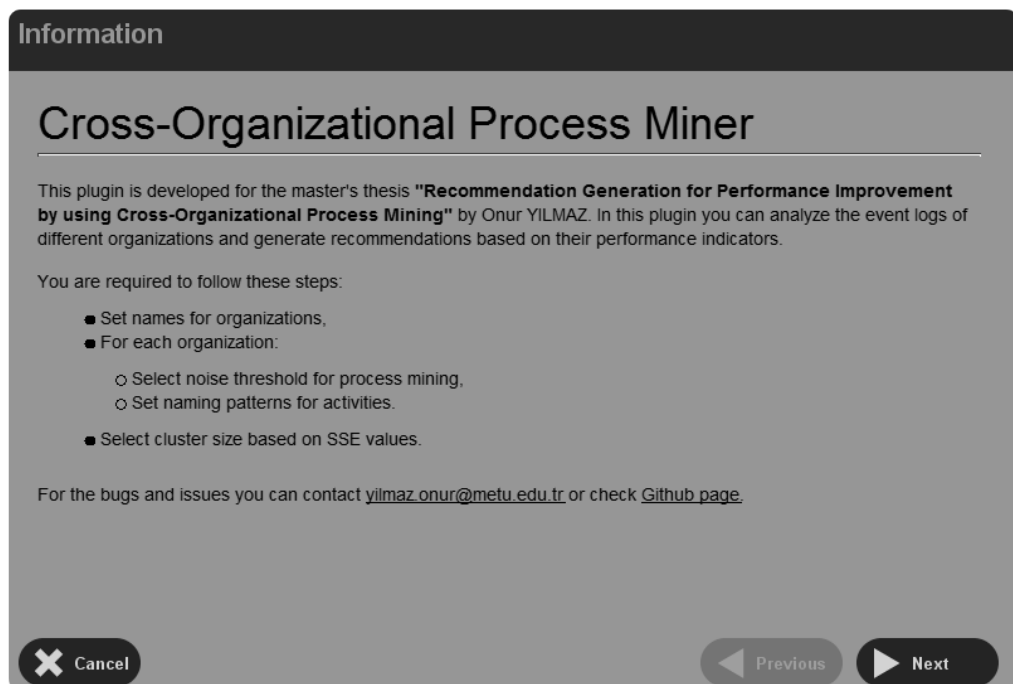 Information
Cross-Organizational Process Miner
This plugin is developed for the master's thesis "Recommendation Generation for Performance Improvement
by using Cross-Organizational Process Mining" by Onur YILMAZ. In this plugin you can analyze the event logs of
different organizations and generate recommendations based on their performance indicators.
You are required to follow these steps:
Set names for organizations,
For each organization:
Select noise threshold for process mining,
Set naming patterns for activities.
Select cluster size based on SSE values.
For the bugs and issues you can contact yilmaz.onur@metu.edu.tr or check Github page.
Cancel
Previous
Next